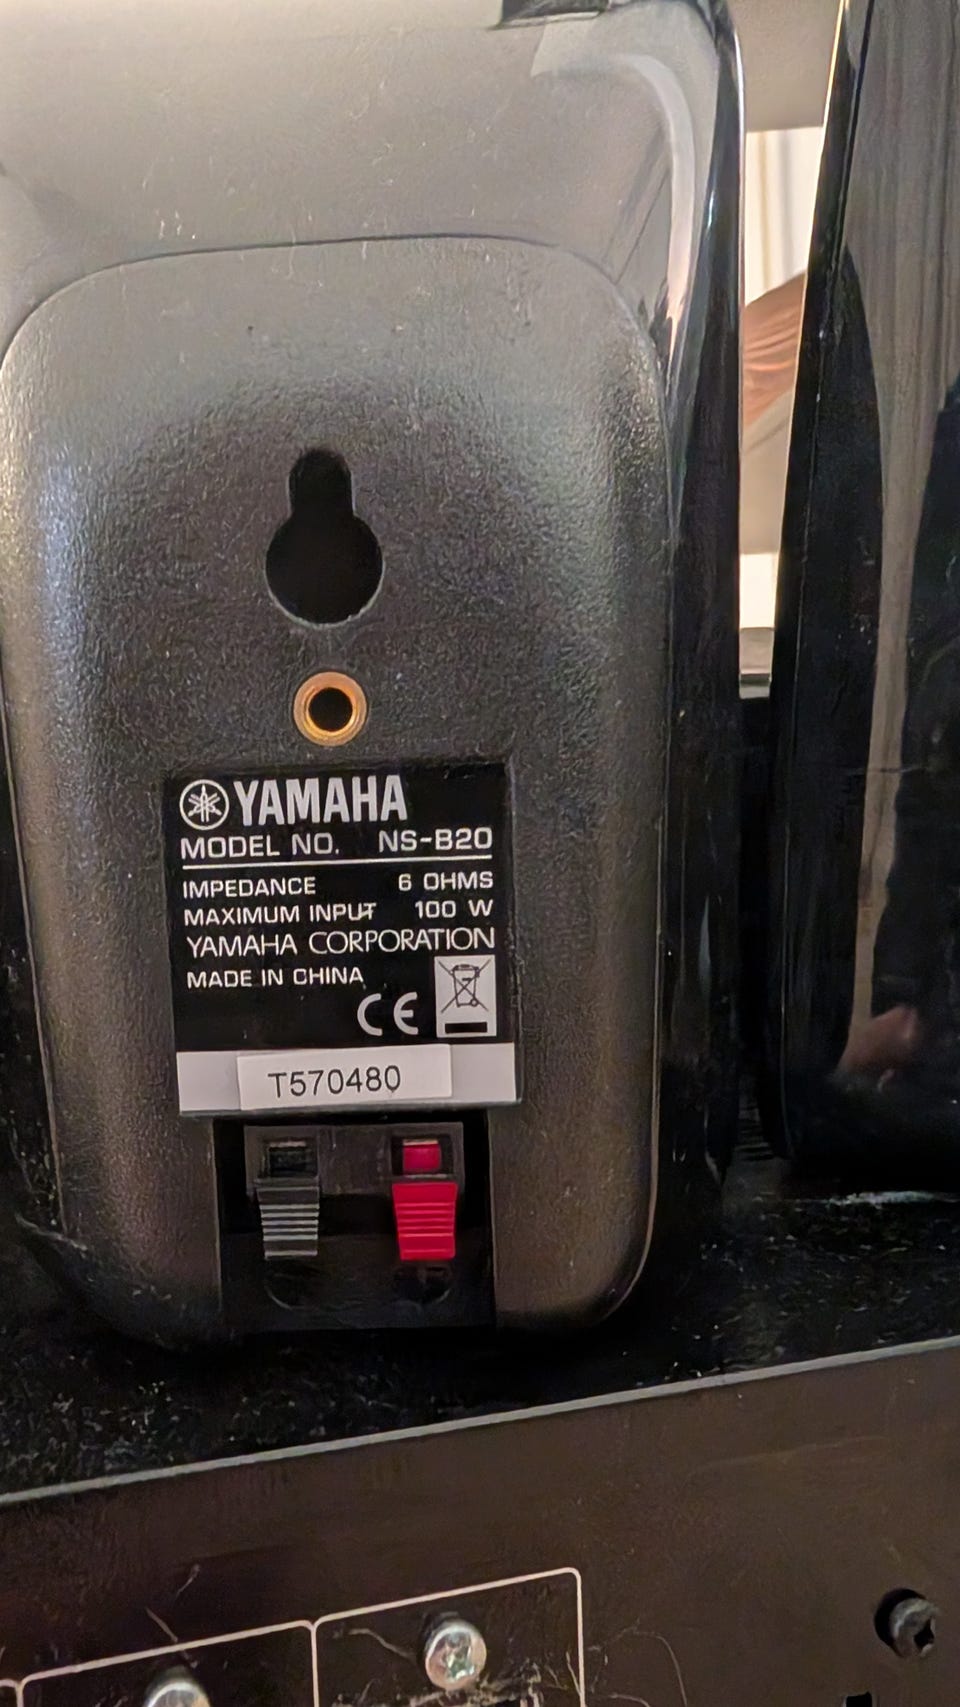 YAMAHA
MODEL NO. NS-B20
IMPEDANCE 6 OHMS
MAXIMUM INPUT 100 W
YAMAHA CORPORATION
MADE IN CHINA
CE
T570480